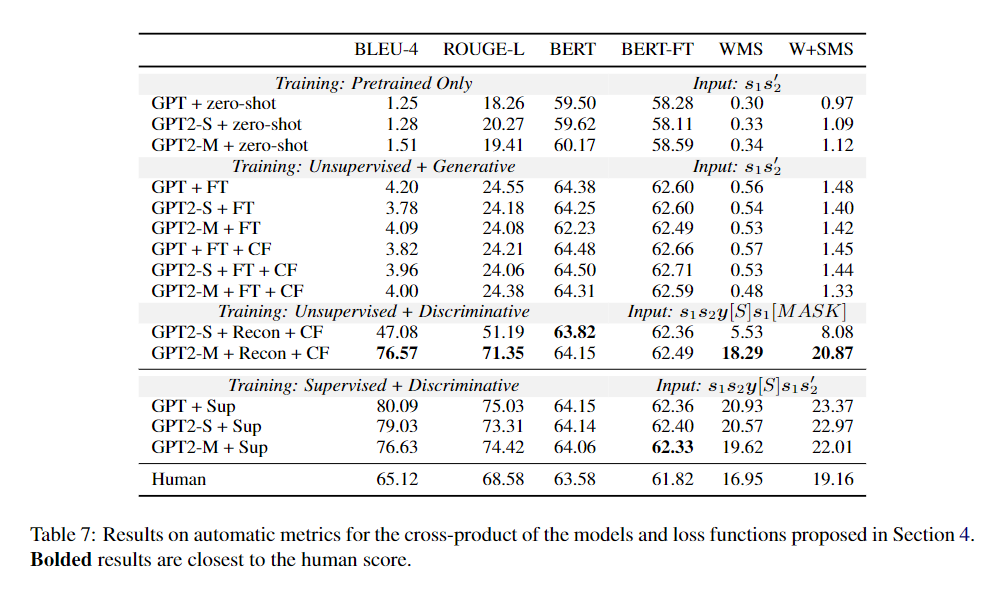 BLEU-4 ROUGE-L BERT BERT-FT WMS W+SMS
Training: Pretrained Only Input: s₁s′₂
GPT + zero-shot 1.25 18.26 59.50 58.28 0.30 0.97
GPT2-S + zero-shot 1.28 20.27 59.62 58.11 0.33 1.09
GPT2-M + zero-shot 1.51 19.41 60.17 58.59 0.34 1.12
Training: Unsupervised + Generative Input: s₁s′₂
GPT + FT 4.20 24.55 64.38 62.60 0.56 1.48
GPT2-S + FT 3.78 24.18 64.25 62.60 0.54 1.40
GPT2-M + FT 4.09 24.08 62.23 62.49 0.53 1.42
GPT + FT + CF 3.82 24.21 64.48 62.66 0.57 1.45
GPT2-S + FT + CF 3.96 24.06 64.50 62.71 0.53 1.44
GPT2-M + FT + CF 4.00 24.38 64.31 62.59 0.48 1.33
Training: Unsupervised + Discriminative Input: s₁s₂y[S]s₁[MASK]
GPT2-S + Recon + CF 47.08 51.19 63.82 62.36 5.53 8.08
GPT2-M + Recon + CF 76.57 71.35 64.15 62.49 18.29 20.87
Training: Supervised + Discriminative Input: s₁s₂y[S]s₁s′₂
GPT + Sup 80.09 75.03 64.15 62.36 20.93 23.37
GPT2-S + Sup 79.03 73.31 64.14 62.40 20.57 22.97
GPT2-M + Sup 76.63 74.42 64.06 62.33 19.62 22.01
Human 65.12 68.58 63.58 61.82 16.95 19.16
Table 7: Results on automatic metrics for the cross-product of the models and loss functions proposed in Section 4.
Bolded results are closest to the human score.